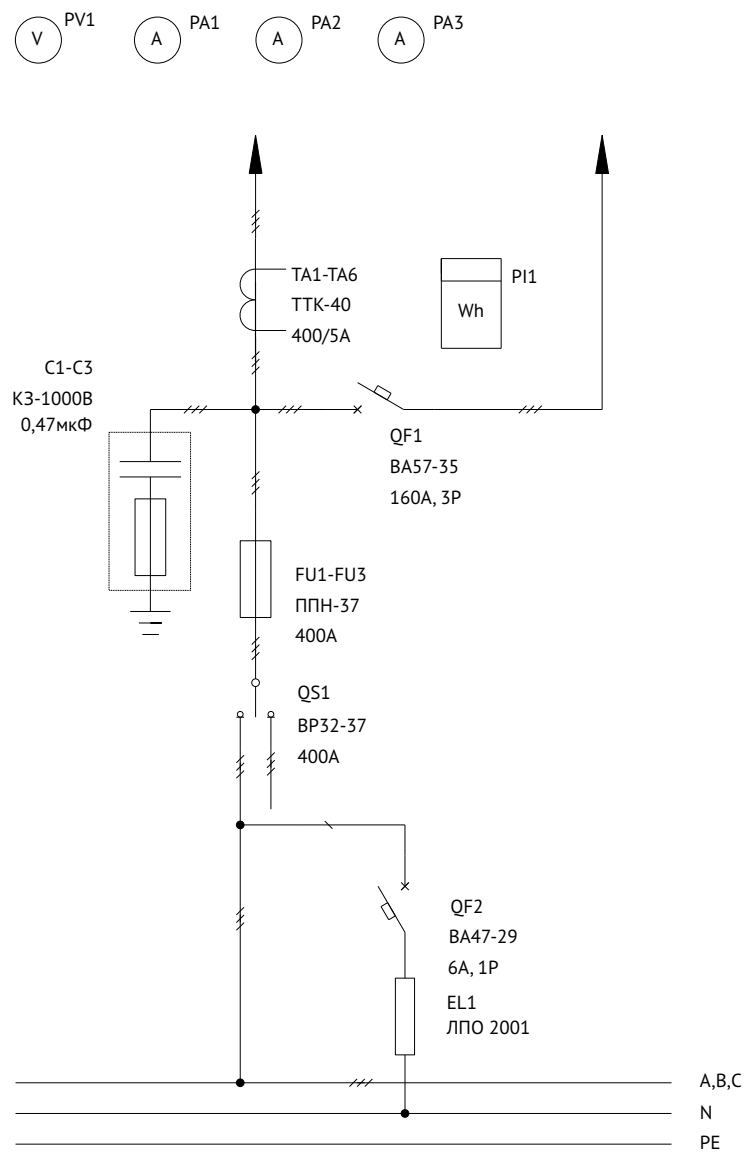 V PV1
A PA1
A PA2
A PA3
TA1-TA6
ТТК-40
400/5А
PI1
Wh
C1-C3
КЗ-1000В
0,47мкФ
QF1
ВА57-35
160А, 3Р
FU1-FU3
ППН-37
400А
QS1
ВР32-37
400А
QF2
ВА47-29
6А, 1Р
EL1
ЛПО 2001
A,B,C
N
PE